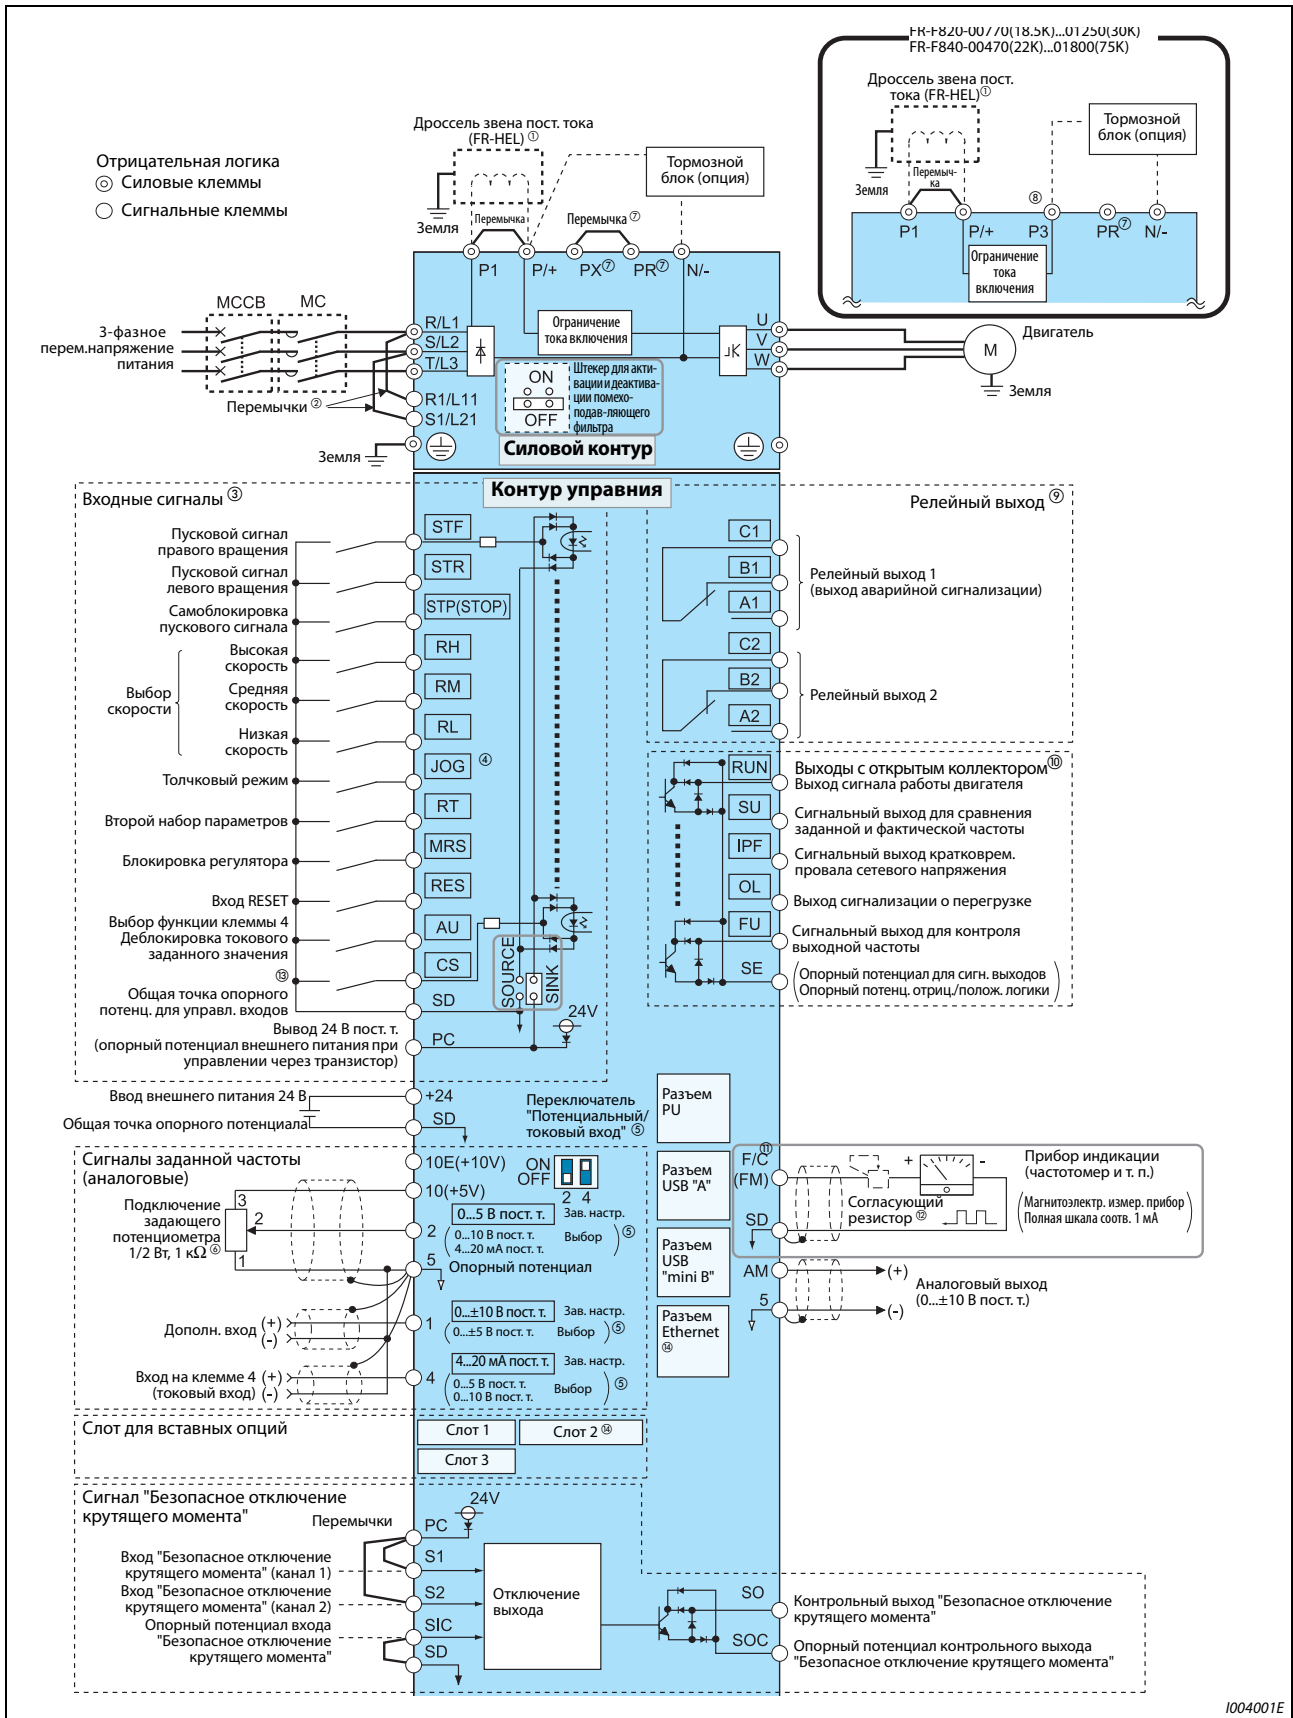 FR-F820-00770(18.5K)...01250(30K)
FR-F840-00470(22K)...01800(75K)
Дроссель звена пост.
тока (FR-HEL)①
Тормозной
блок (опция)
Земля
Перемыч-
ка
⑧
P1
P/+
P3
PR⑦
N/-
Ограничение
тока
включения
Отрицательная логика
Силовые клеммы
Сигнальные клеммы
Дроссель звена пост. тока
(FR-HEL) ①
Тормозной
блок (опция)
Земля
Перемычка
Перемычка ⑦
P1
P/+
PX⑦
PR⑦
N/-
MCCB
MC
3-фазное
перем.напряжение
питания
R/L1
S/L2
T/L3
R1/L11
S1/L21
Перемычки ②
Земля
Ограничение
тока включения
ON
OFF
Штекер для акти-
вации и деактива-
ции помехо-
подав-ляющего
фильтра
Силовой контур
U
V
W
M
Двигатель
Земля
Контур управния
Входные сигналы ③
Пусковой сигнал
правого вращения
STF
Пусковой сигнал
левого вращения
STR
Самоблокировка
пускового сигнала
STP(STOP)
Выбор
скорости
Высокая
скорость
RH
Средняя
скорость
RM
Низкая
скорость
RL
Толчковый режим
JOG ④
Второй набор параметров
RT
Блокировка регулятора
MRS
Вход RESET
RES
Выбор функции клеммы 4
Деблокировка токового
заданного значения
AU
⑬
CS
Общая точка опорного
потенц. для управл. входов
SD
SOURCE
SINK
24V
Вывод 24 В пост. т.
(опорный потенциал внешнего питания при
управлении через транзистор)
PC
Релейный выход ⑨
C1
B1
A1
Релейный выход 1
(выход аварийной сигнализации)
C2
B2
A2
Релейный выход 2
Выходы с открытым коллектором⑩
RUN
Выход сигнала работы двигателя
SU
Сигнальный выход для сравнения
заданной и фактической частоты
IPF
Сигнальный выход кратковрем.
провала сетевого напряжения
OL
Выход сигнализации о перегрузке
FU
Сигнальный выход для контроля
выходной частоты
SE
Опорный потенциал для сигн. выходов
Опорный потенц. отриц./полож. логики
Ввод внешнего питания 24 В
+24
Общая точка опорного потенциала
SD
Переключатель
"Потенциальный/
токовый вход" ⑤
Разъем
PU
Разъем
USB "A"
Разъем
USB
"mini B"
Разъем
Ethernet
⑭
Сигналы заданной частоты
(аналоговые)
10E(+10V)
ON
OFF
2 4
Подключение
задающего
потенциометра
1/2 Вт, 1 кΩ ⑥
3
2
1
10(+5V)
2
0...5 В пост. т.
Зав. настр.
0...10 В пост. т.
4...20 мА пост. т.
Выбор
⑤
5
Опорный потенциал
Дополн. вход
(+)
(-)
1
0...±10 В пост. т.
Зав. настр.
0...±5 В пост. т.
Выбор
⑤
Вход на клемме 4
(токовый вход)
(+)
(-)
4
4...20 мА пост. т.
Зав. настр.
0...5 В пост. т.
0...10 В пост. т.
Выбор
⑤
⑪
F/C
(FM)
SD
+
-
Прибор индикации
(частотомер и т. п.)
Согласующий
резистор ⑫
Магнитоэлектр. измер. прибор
Полная шкала соотв. 1 мА
AM
5
(+)
(-)
Аналоговый выход
(0...±10 В пост. т.)
Слот для вставных опций
Слот 1
Слот 2 ⑭
Слот 3
Сигнал "Безопасное отключение
крутящего момента"
Перемычки
24V
PC
Вход "Безопасное отключение
крутящего момента" (канал 1)
S1
Вход "Безопасное отключение
крутящего момента" (канал 2)
S2
Опорный потенциал входа
"Безопасное отключение
крутящего момента"
SIC
SD
Отключение
выхода
SO
Контрольный выход "Безопасное отключение
крутящего момента"
SOC
Опорный потенциал контрольного выхода
"Безопасное отключение крутящего момента"
I004001E